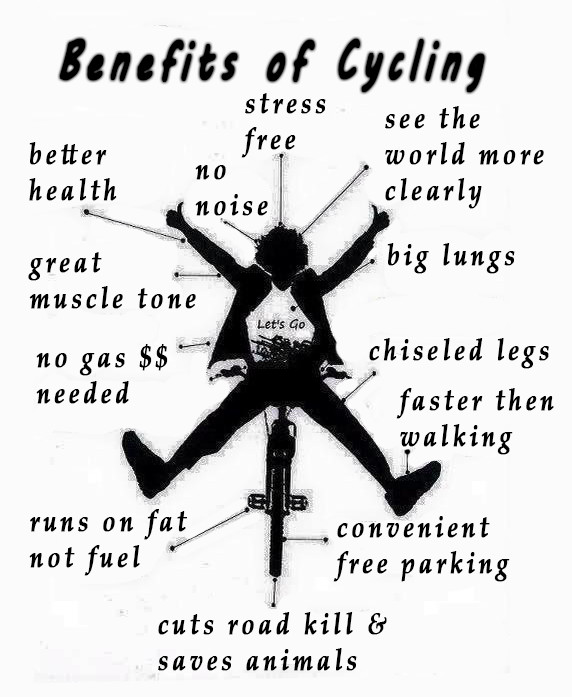 Benefits of Cycling
stress
free
see the
world more
clearly
better
health
no
noise
great
muscle tone
big lungs
Let's Go
no gas $$
needed
chiseled legs
faster then
walking
runs on fat
not fuel
convenient
free parking
cuts road kill &
saves animals